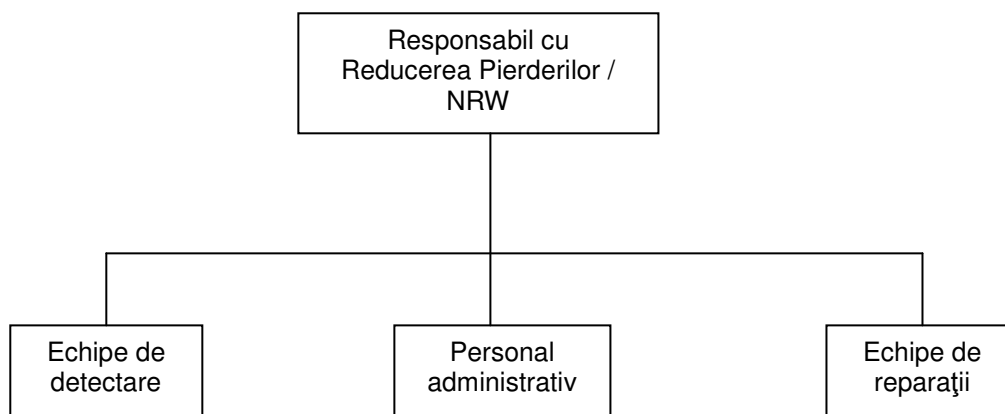 Responsabil cu
Reducerea Pierderilor /
NRW
Echipe de
detectare
Personal
administrativ
Echipe de
reparaţii